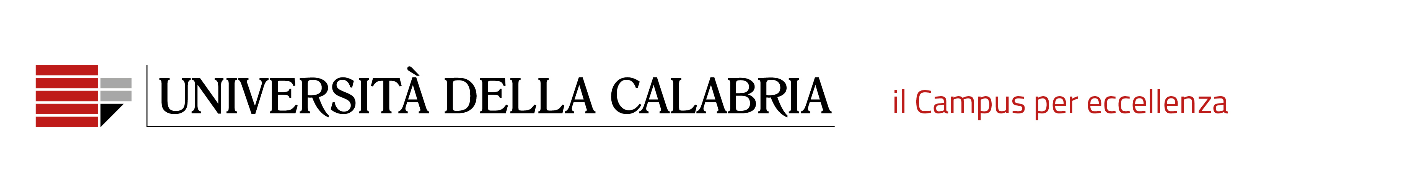 UNIVERSITÀ DELLA CALABRIA
il Campus per eccellenza